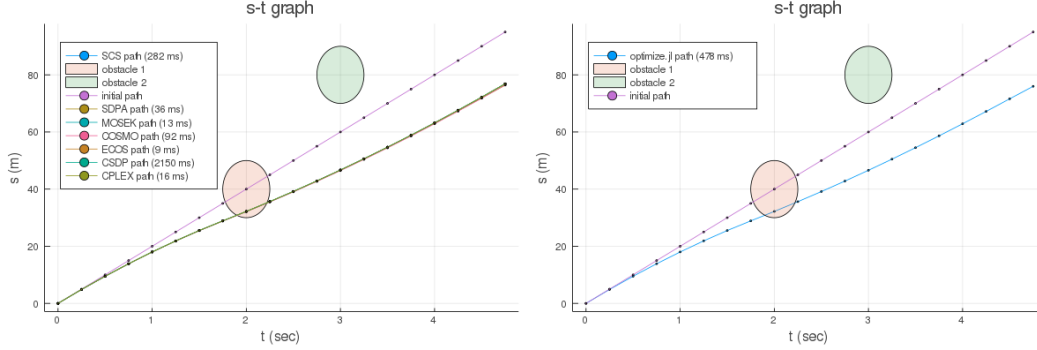 s-t graph
SCS path (282 ms)
obstacle 1
obstacle 2
initial path
SDPA path (36 ms)
MOSEK path (13 ms)
COSMO path (92 ms)
ECOS path (9 ms)
CSDP path (2150 ms)
CPLEX path (16 ms)
s (m)
80
60
40
20
0
0 1 2 3 4
t (sec)
s-t graph
optimize.jl path (478 ms)
obstacle 1
obstacle 2
initial path
s (m)
80
60
40
20
0
0 1 2 3 4
t (sec)